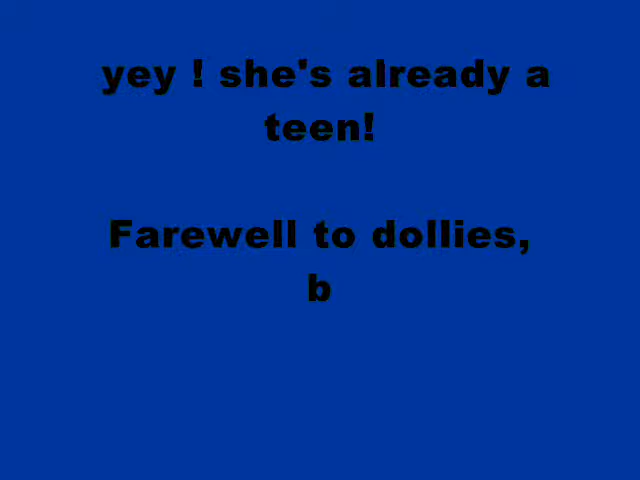 yey ! she's already a
teen!
Farewell to dollies,
b